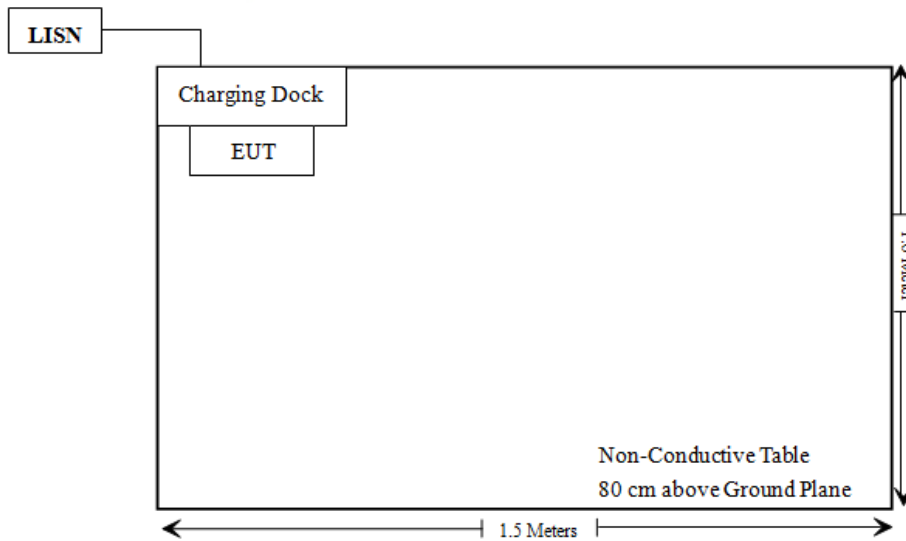 LISN
Charging Dock
EUT
Non-Conductive Table
80 cm above Ground Plane
1.5 Meters